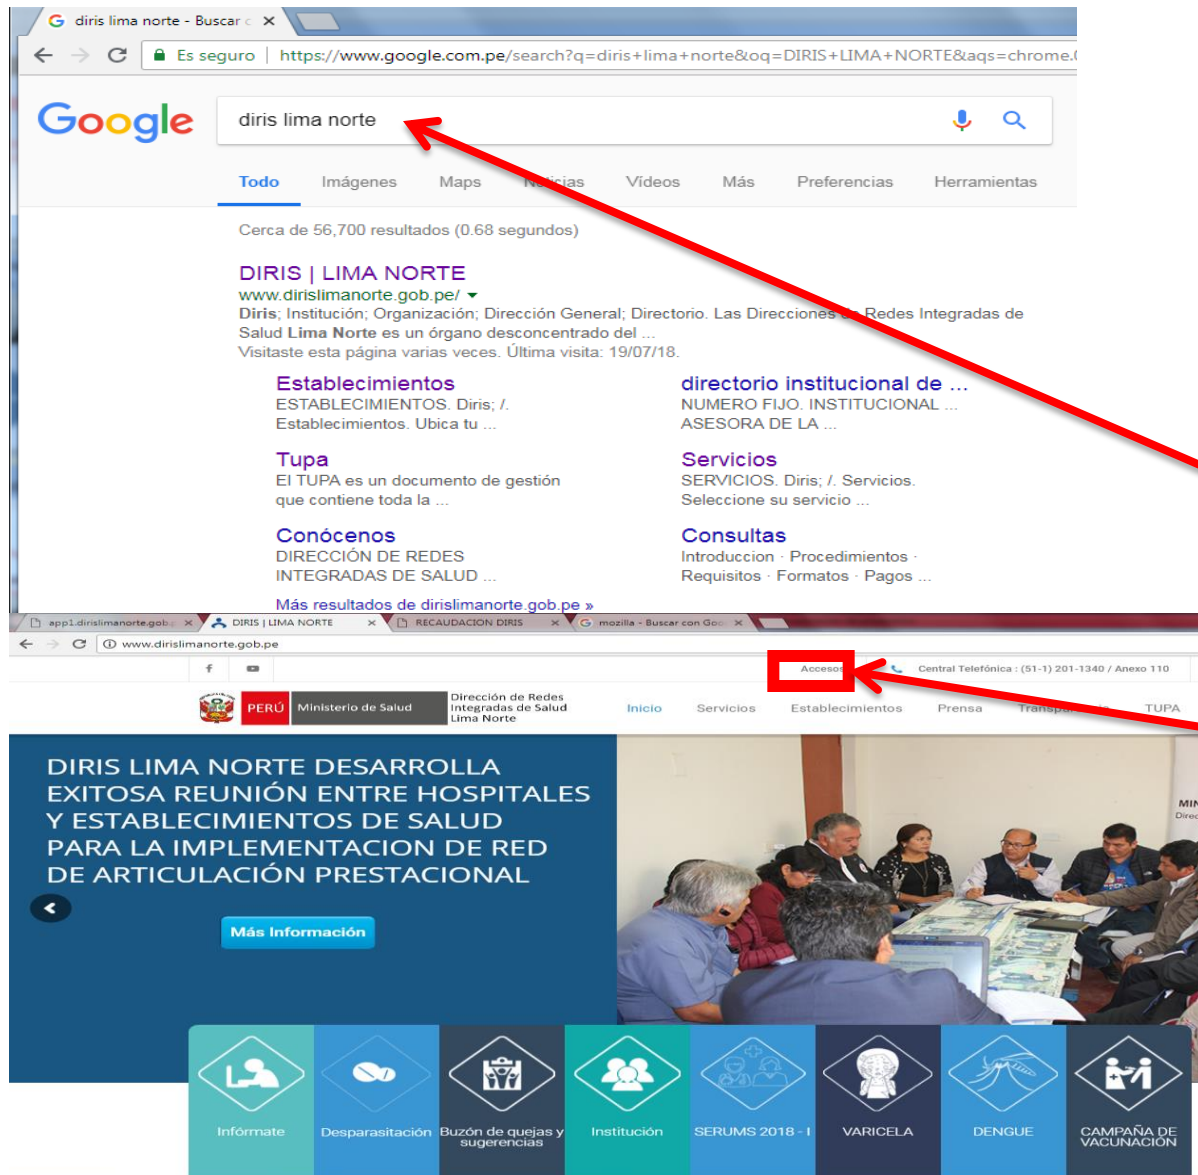 diris lima norte - Buscar c
Es seguro | https://www.google.com.pe/search?q=diris+lima+norte&oq=DIRIS+LIMA+NORTE&aqs=chrome.
Google
diris lima norte
Todo Imágenes Maps Noticias Vídeos Más Preferencias Herramientas
Cerca de 56,700 resultados (0.68 segundos)
DIRIS | LIMA NORTE
www.dirislimanorte.gob.pe/
Diris; Institución; Organización; Dirección General; Directorio. Las Direcciones de Redes Integradas de
Salud Lima Norte es un órgano desconcentrado del ...
Visitaste esta página varias veces. Última visita: 19/07/18.
Establecimientos
ESTABLECIMIENTOS. Diris; /.
Establecimientos. Ubica tu ...
directorio institucional de ...
NUMERO FIJO. INSTITUCIONAL ...
ASESORA DE LA ...
Tupa
El TUPA es un documento de gestión
que contiene toda la ...
Servicios
SERVICIOS. Diris; /. Servicios.
Seleccione su servicio ...
Conócenos
DIRECCIÓN DE REDES
INTEGRADAS DE SALUD ...
Consultas
Introduccion · Procedimientos ·
Requisitos · Formatos · Pagos ...
Más resultados de dirislimanorte.gob.pe »
app1.dirislimanorte.gob.p DIRIS | LIMA NORTE RECAUDACION DIRIS mozilla - Buscar con Goo
www.dirislimanorte.gob.pe
Accesos Central Telefónica : (51-1) 201-1340 / Anexo 110
PERÚ Ministerio de Salud
Dirección de Redes
Integradas de Salud
Lima Norte
Inicio Servicios Establecimientos Prensa Transparencia TUPA
DIRIS LIMA NORTE DESARROLLA
EXITOSA REUNIÓN ENTRE HOSPITALES
Y ESTABLECIMIENTOS DE SALUD
PARA LA IMPLEMENTACION DE RED
DE ARTICULACIÓN PRESTACIONAL
Más Información
MIN
Direc
Infórmate
Desparasitación
Buzón de quejas y
sugerencias
Institución
SERUMS 2018 - I
VARICELA
DENGUE
CAMPAÑA DE
VACUNACIÓN